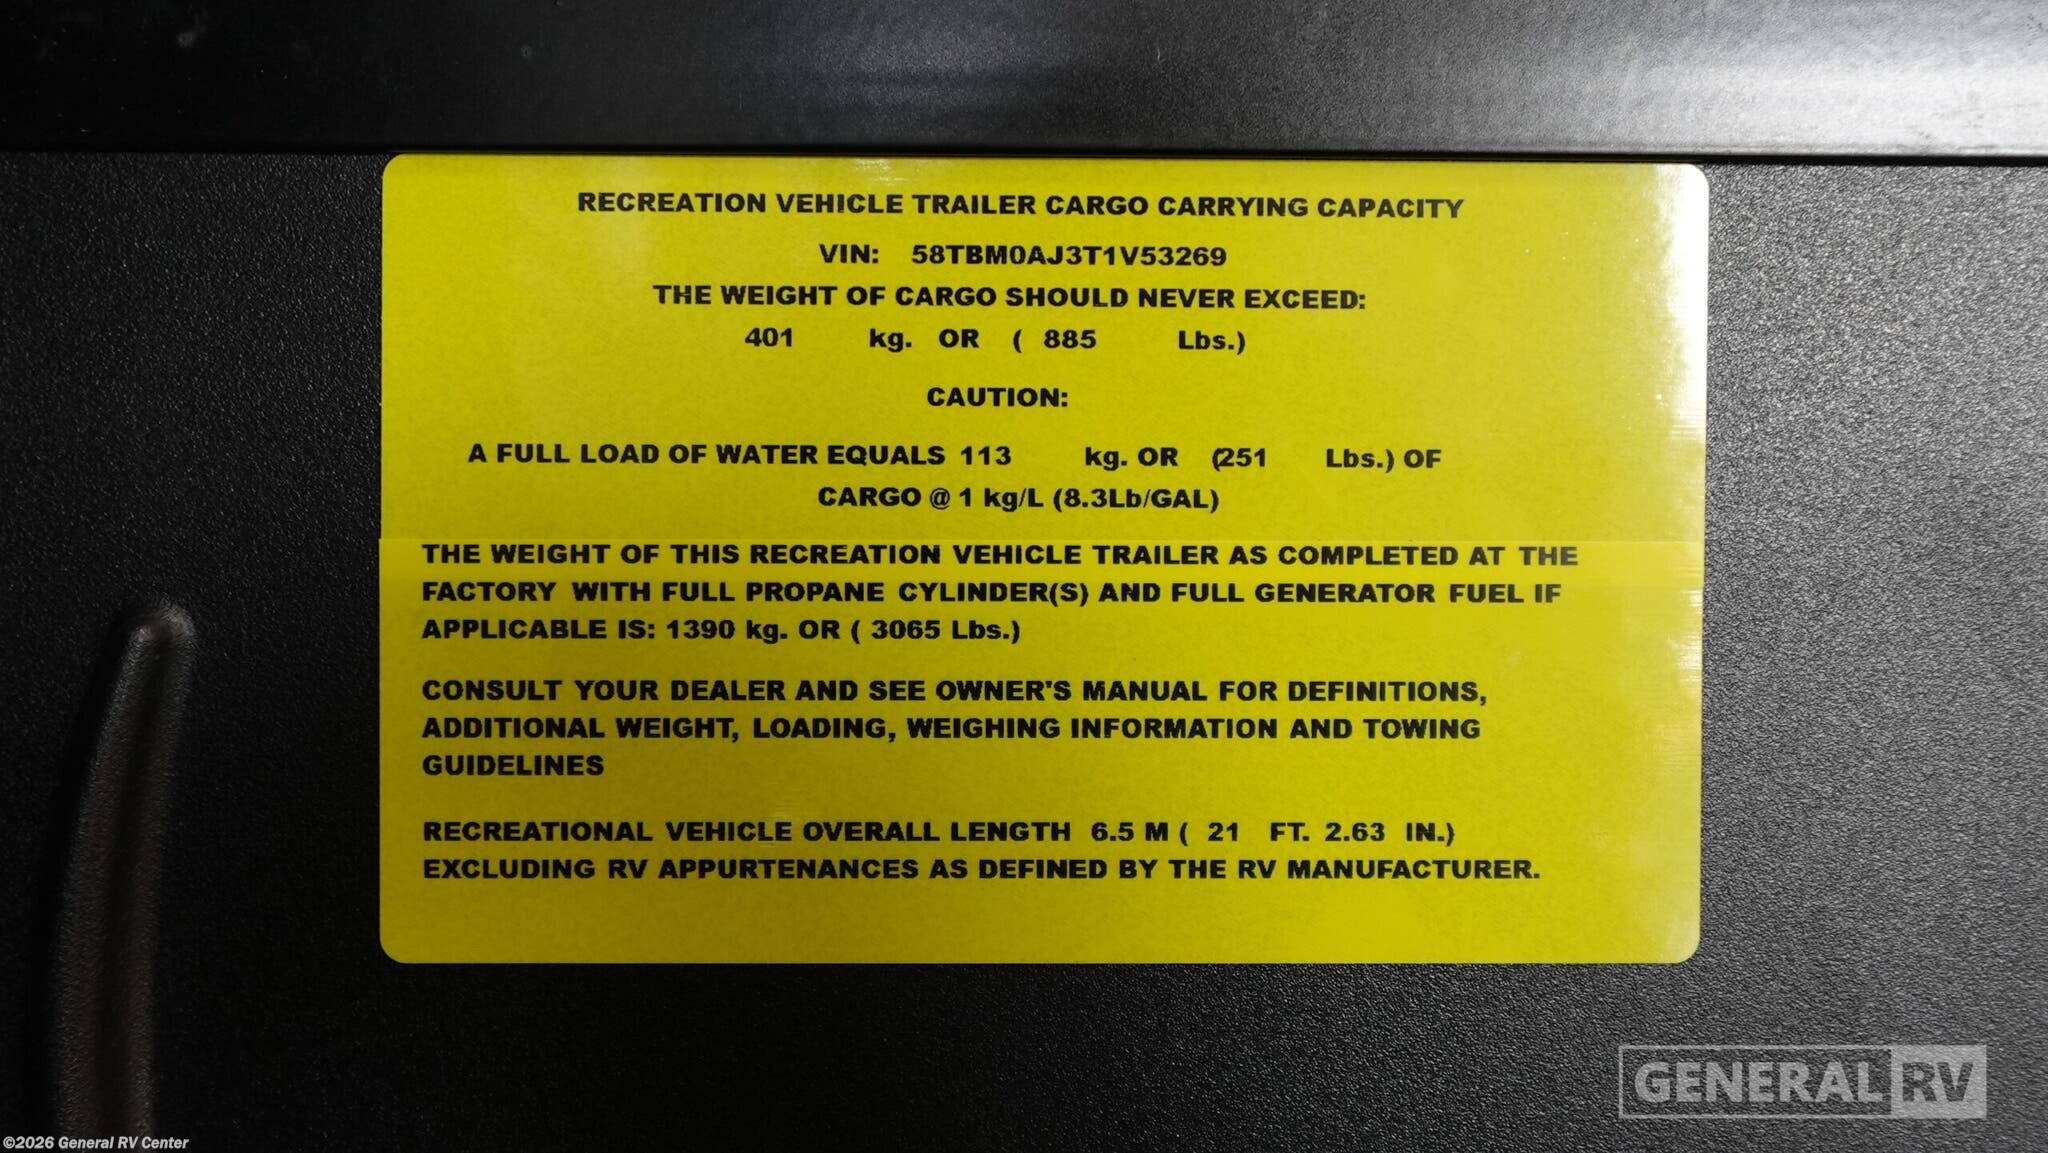 RECREATION VEHICLE TRAILER CARGO CARRYING CAPACITY
VIN: 58TBM0AJ3T1V53269
THE WEIGHT OF CARGO SHOULD NEVER EXCEED:
401 kg. OR ( 885 Lbs.)
CAUTION:
A FULL LOAD OF WATER EQUALS 113 kg. OR (251 Lbs.) OF
CARGO @ 1 kg/L (8.3Lb/GAL)
THE WEIGHT OF THIS RECREATION VEHICLE TRAILER AS COMPLETED AT THE
FACTORY WITH FULL PROPANE CYLINDER(S) AND FULL GENERATOR FUEL IF
APPLICABLE IS: 1390 kg. OR ( 3065 Lbs.)
CONSULT YOUR DEALER AND SEE OWNER'S MANUAL FOR DEFINITIONS,
ADDITIONAL WEIGHT, LOADING, WEIGHING INFORMATION AND TOWING
GUIDELINES
RECREATIONAL VEHICLE OVERALL LENGTH 6.5 M ( 21 FT. 2.63 IN.)
EXCLUDING RV APPURTENANCES AS DEFINED BY THE RV MANUFACTURER.
GENERAL RV
©2026 General RV Center